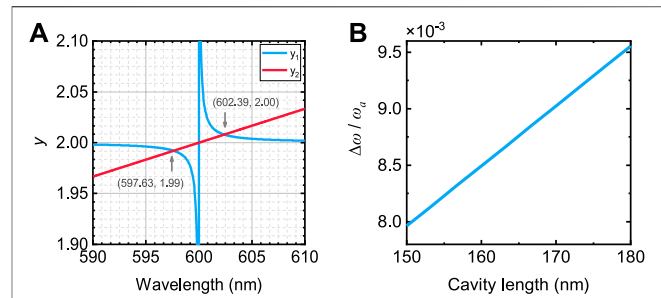 A
2.10
2.05
2.00
1.95
1.90
y
y₁
y₂
(602.39, 2.00)
(597.63, 1.99)
590 595 600 605 610
Wavelength (nm)
B
×10⁻³
9.5
9.0
8.5
8.0
Δω / ωₐ
150 160 170 180
Cavity length (nm)